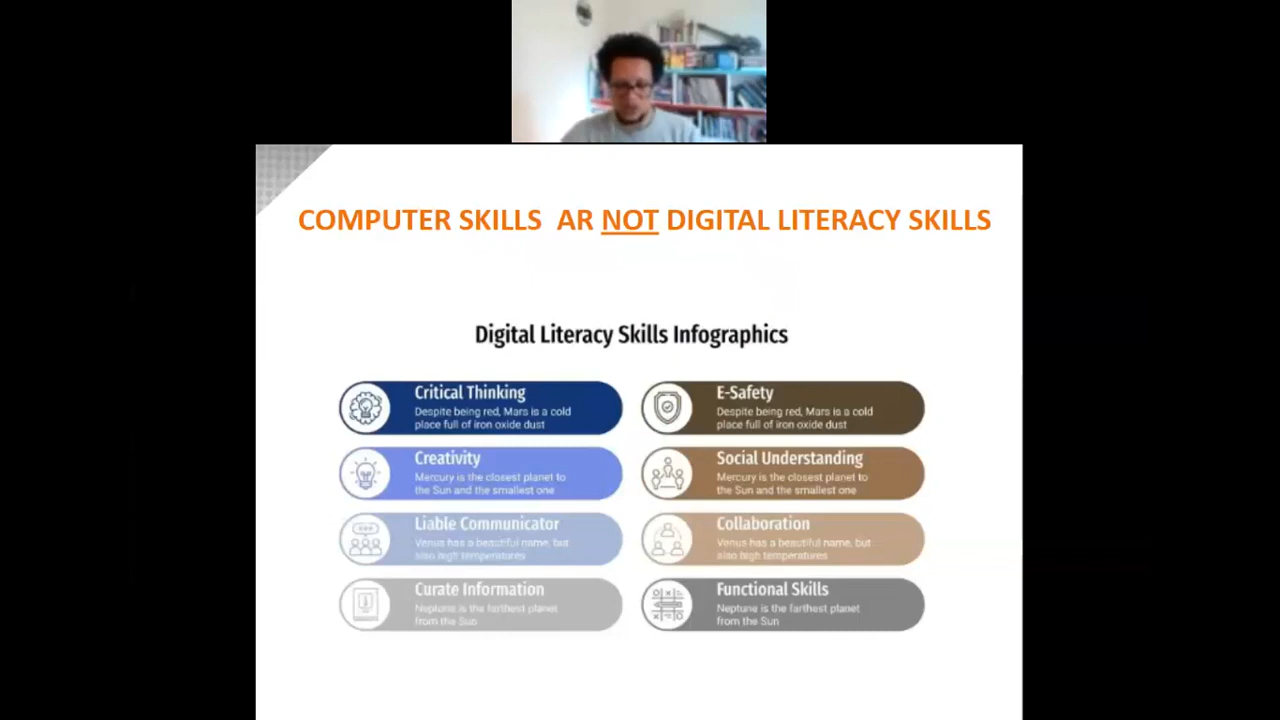 COMPUTER SKILLS  AR NOT DIGITAL LITERACY SKILLS
Digital Literacy Skills Infographics
Critical Thinking
Despite being red, Mars is a cold
place full of iron oxide dust
Creativity
Mercury is the closest planet to
the Sun and the smallest one
Liable Communicator
Venus has a beautiful name, but
also high temperatures
Curate Information
Neptune is the farthest planet
from the Sun
E-Safety
Despite being red, Mars is a cold
place full of iron oxide dust
Social Understanding
Mercury is the closest planet to
the Sun and the smallest one
Collaboration
Venus has a beautiful name, but
also high temperatures
Functional Skills
Neptune is the farthest planet
from the Sun